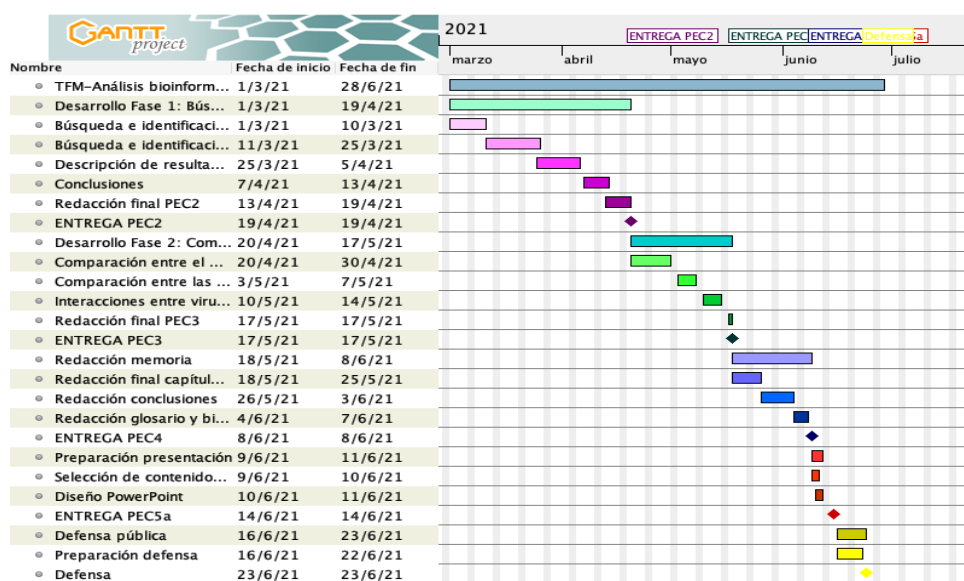 GANTT
project
2021
ENTREGA PEC2 ENTREGA PEC ENTREGA Defensa a
marzo abril mayo junio julio
Nombre Fecha de inicio Fecha de fin
TFM-Análisis bioinform... 1/3/21 28/6/21
Desarrollo Fase 1: Bús... 1/3/21 19/4/21
Búsqueda e identificaci... 1/3/21 10/3/21
Búsqueda e identificaci... 11/3/21 25/3/21
Descripción de resulta... 25/3/21 5/4/21
Conclusiones 7/4/21 13/4/21
Redacción final PEC2 13/4/21 19/4/21
ENTREGA PEC2 19/4/21 19/4/21
Desarrollo Fase 2: Com... 20/4/21 17/5/21
Comparación entre el ... 20/4/21 30/4/21
Comparación entre las ... 3/5/21 7/5/21
Interacciones entre viru... 10/5/21 14/5/21
Redacción final PEC3 17/5/21 17/5/21
ENTREGA PEC3 17/5/21 17/5/21
Redacción memoria 18/5/21 8/6/21
Redacción final capítul... 18/5/21 25/5/21
Redacción conclusiones 26/5/21 3/6/21
Redacción glosario y bi... 4/6/21 7/6/21
ENTREGA PEC4 8/6/21 8/6/21
Preparación presentación 9/6/21 11/6/21
Selección de contenido... 9/6/21 10/6/21
Diseño PowerPoint 10/6/21 11/6/21
ENTREGA PEC5a 14/6/21 14/6/21
Defensa pública 16/6/21 23/6/21
Preparación defensa 16/6/21 22/6/21
Defensa 23/6/21 23/6/21